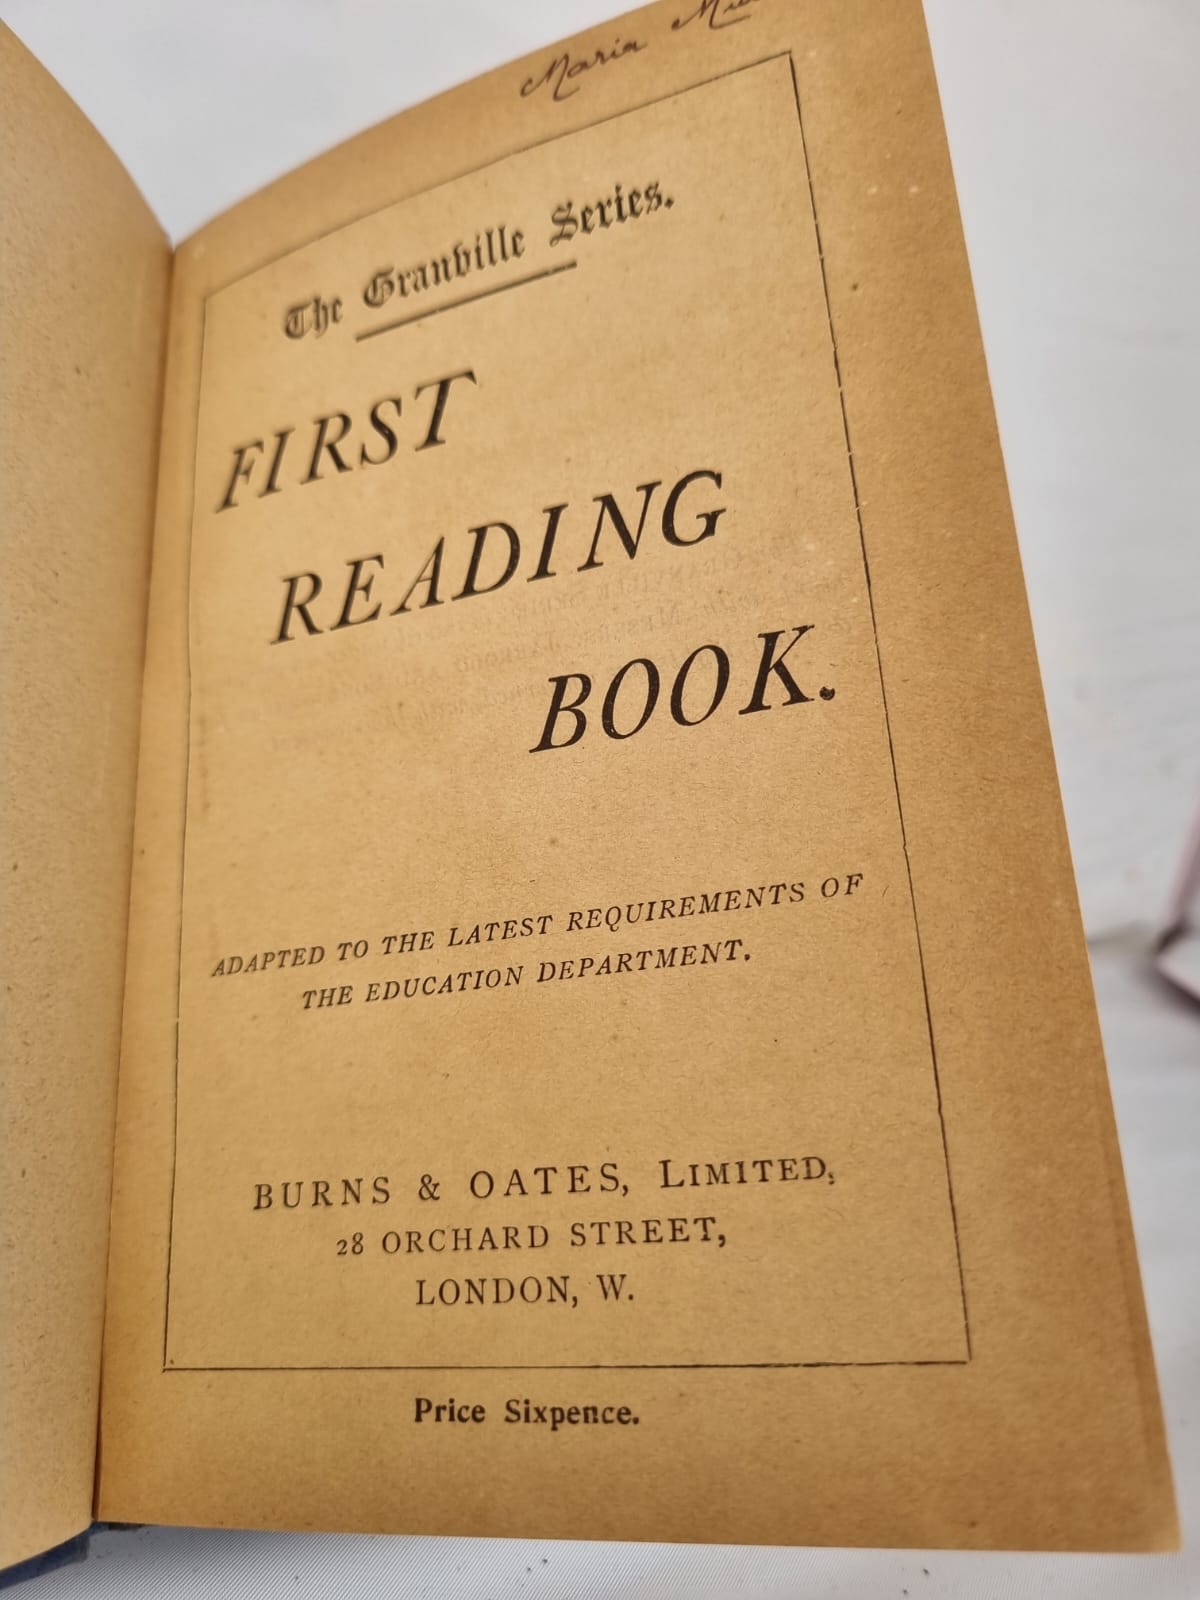 Maria
The Granville Series.
FIRST
READING
BOOK.
ADAPTED TO THE LATEST REQUIREMENTS OF
THE EDUCATION DEPARTMENT.
BURNS & OATES, LIMITED,
28 ORCHARD STREET,
LONDON, W.
Price Sixpence.